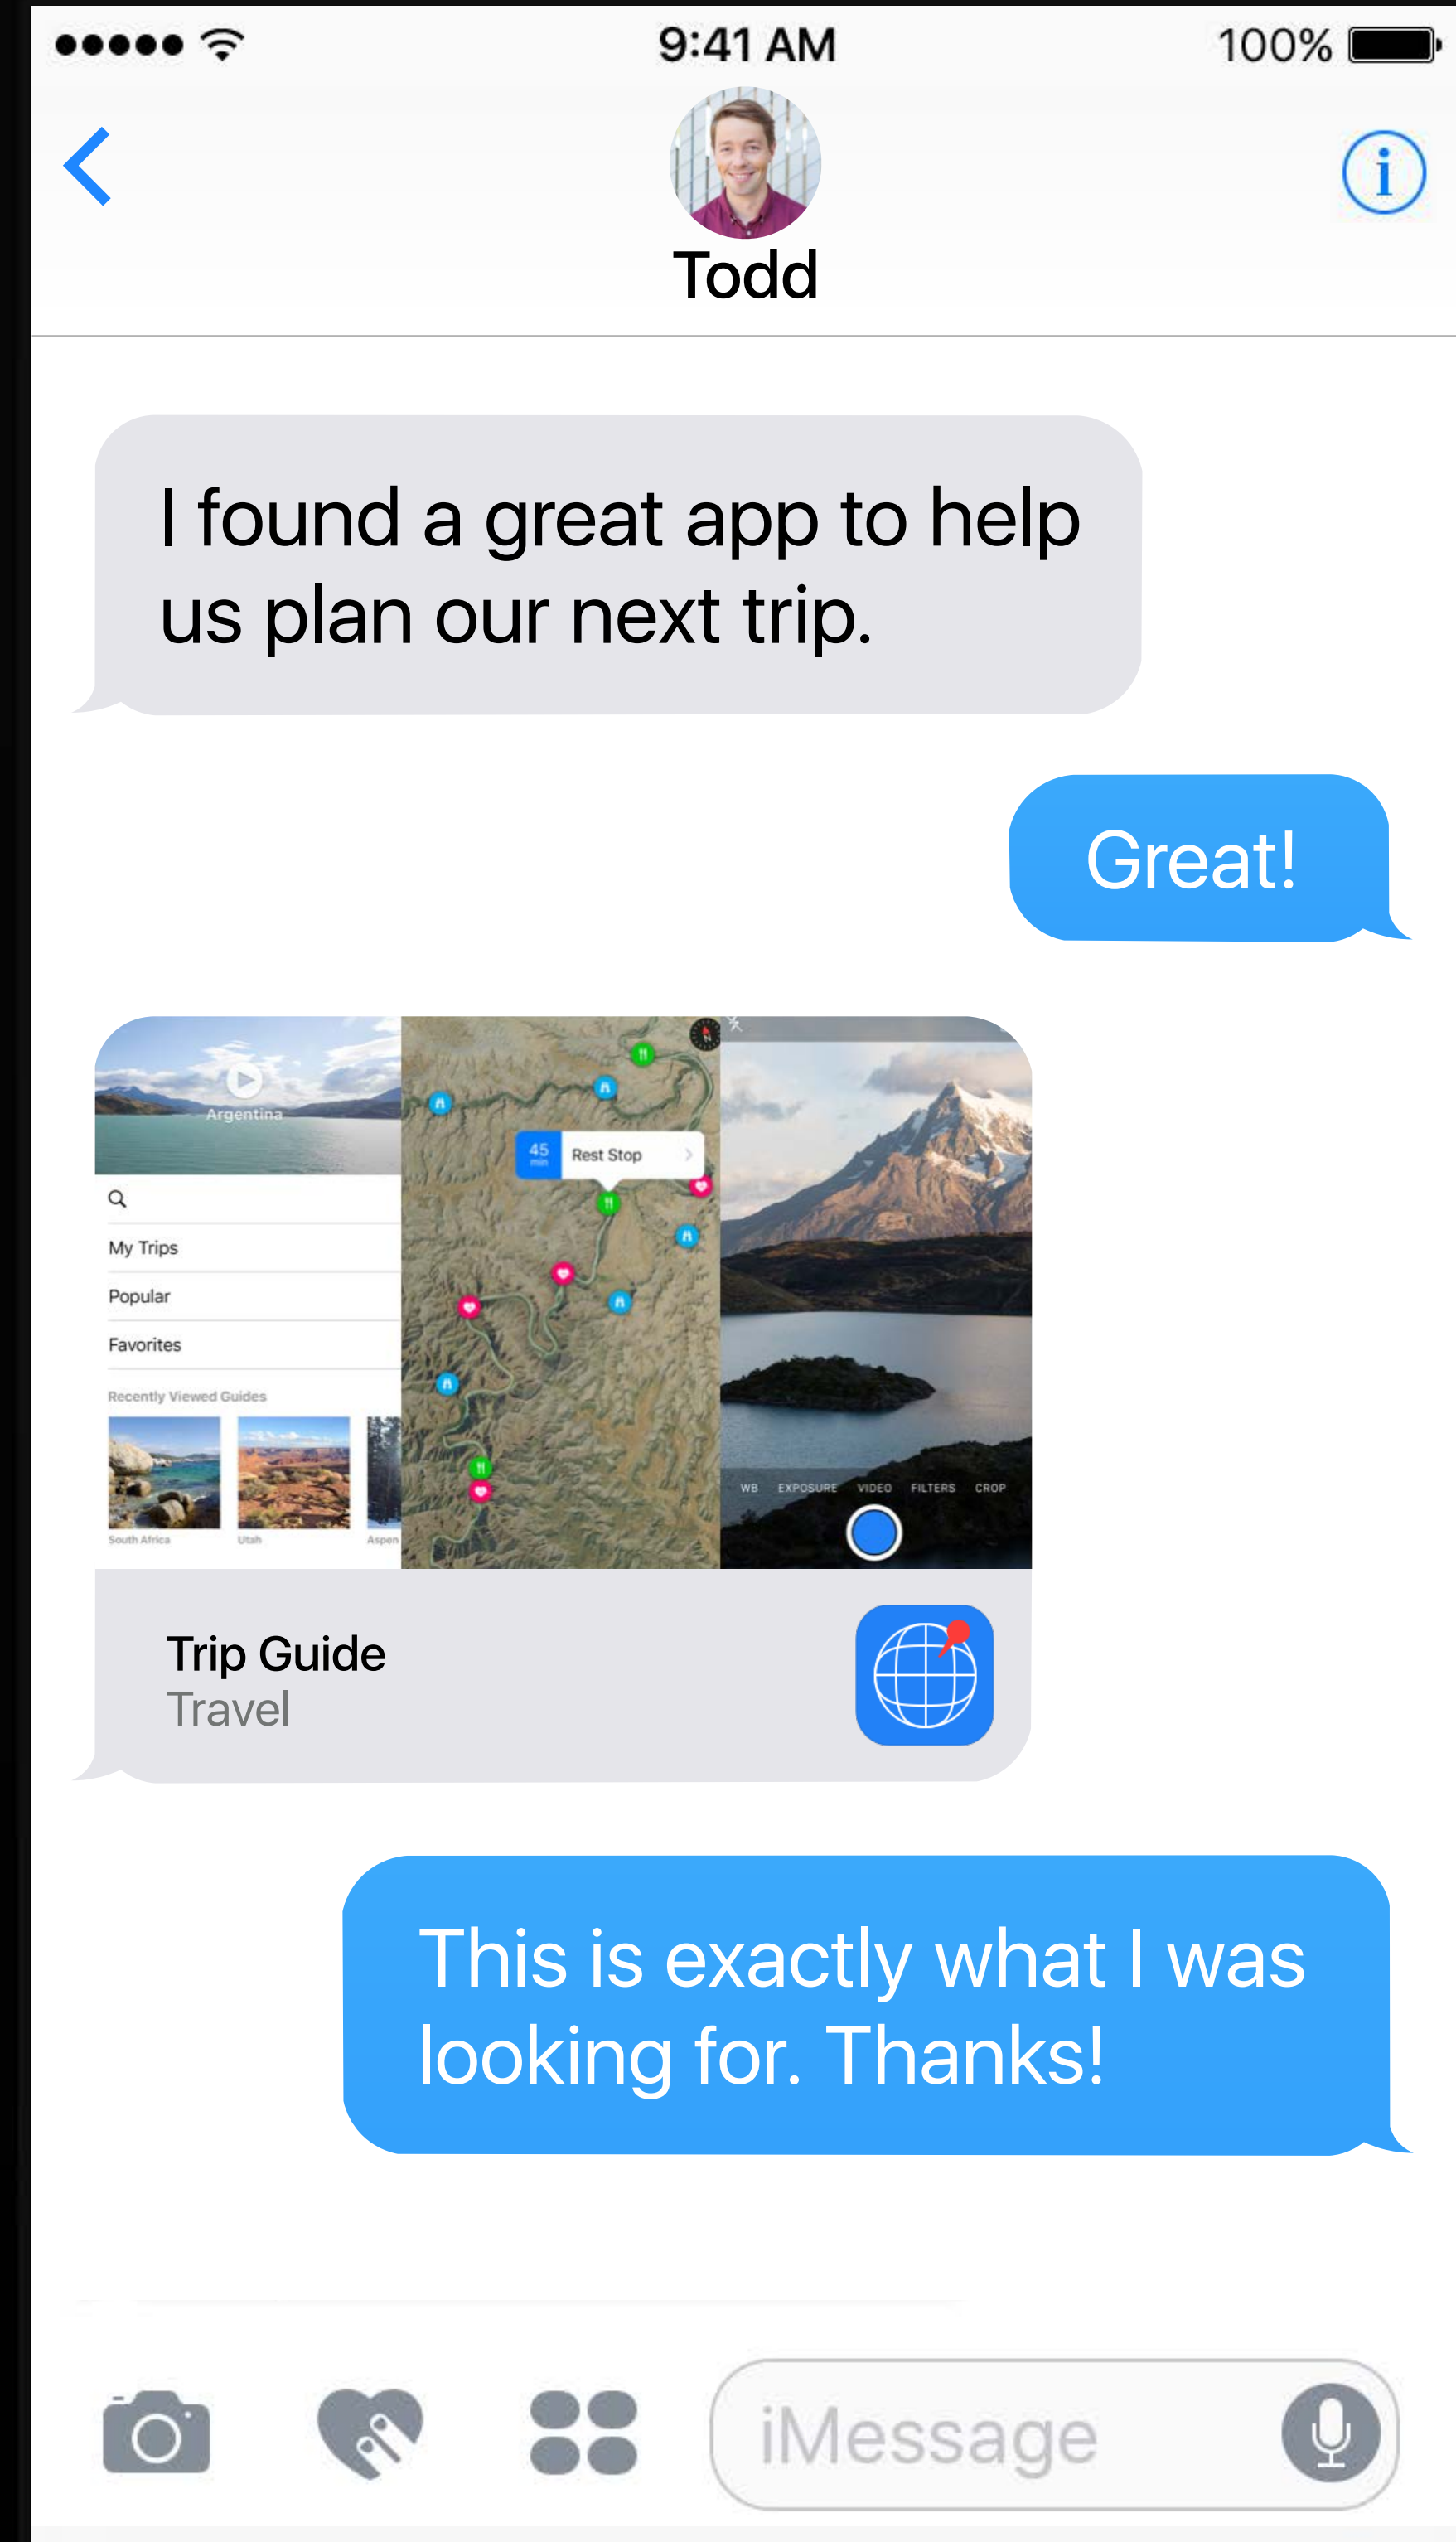 9:41 AM
100%
Todd
I found a great app to help
us plan our next trip.
Great!
Argentina
My Trips
Popular
Favorites
Recently Viewed Guides
South Africa
Utah
Aspen
45
min
Rest Stop
WB EXPOSURE VIDEO FILTERS CROP
Trip Guide
Travel
This is exactly what I was
looking for. Thanks!
iMessage